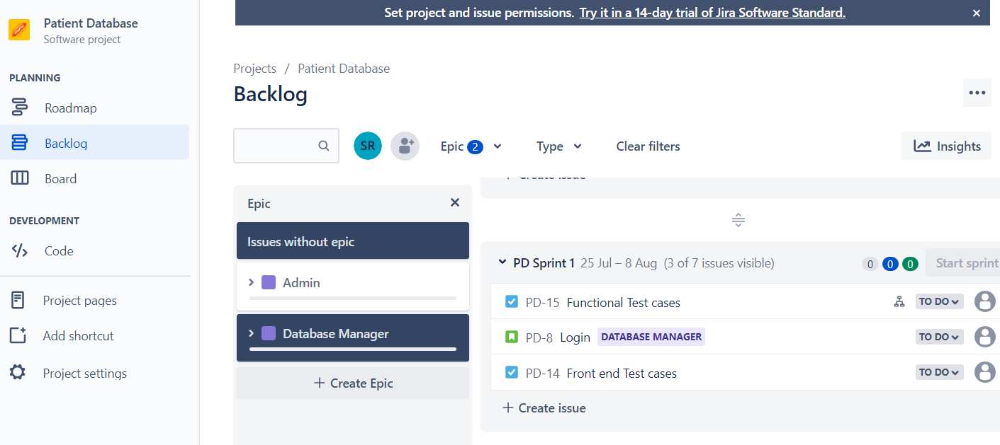 Set project and issue permissions. Try it in a 14-day trial of Jira Software Standard.
Patient Database
Software project
PLANNING
Roadmap
Backlog
Board
DEVELOPMENT
Code
Project pages
Add shortcut
Project settings
Projects / Patient Database
Backlog
SR
Epic 2
Type
Clear filters
Insights
Epic
Issues without epic
Admin
Database Manager
+ Create Epic
Create issue
PD Sprint 1 25 Jul – 8 Aug (3 of 7 issues visible)
0 0 0
Start sprint
PD-15 Functional Test cases TO DO
PD-8 Login DATABASE MANAGER TO DO
PD-14 Front end Test cases TO DO
+ Create issue